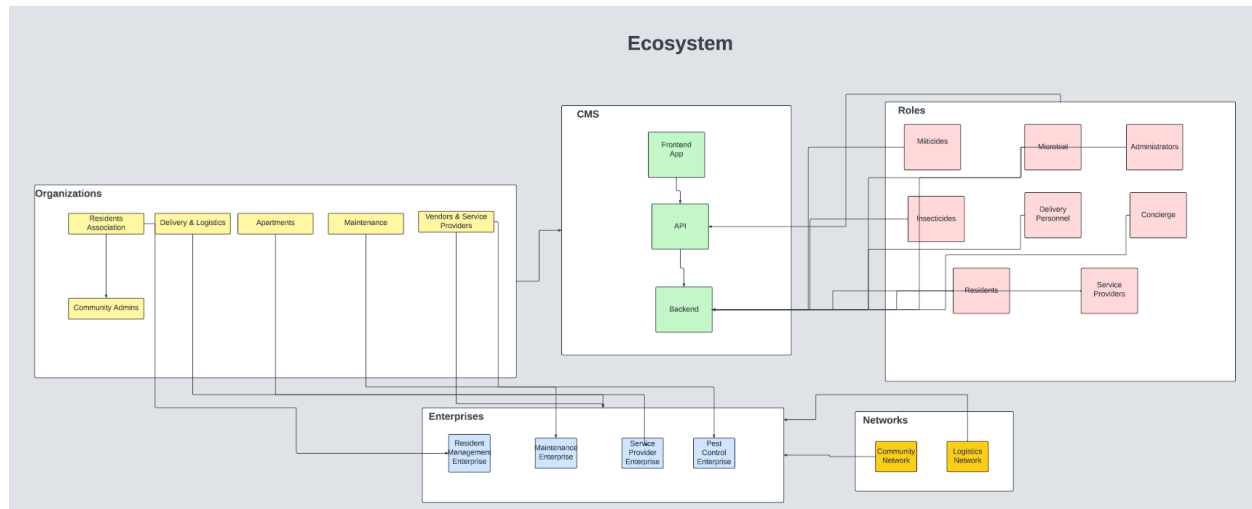 Ecosystem
CMS
Frontend
App
API
Backend
Roles
Miiticides
Microbial
Administrators
Insecticides
Delivery
Personnel
Concierge
Residents
Service
Providers
Organizations
Residents
Association
Delivery & Logistics
Apartments
Maintenance
Vendors & Service
Providers
Community Admins
Enterprises
Resident
Management
Enterprise
Maintenance
Enterprise
Service
Provider
Enterprise
Pest
Control
Enterprise
Networks
Community
Network
Logistics
Network